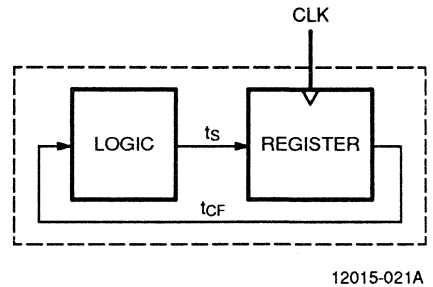 CLK
LOGIC
tS
REGISTER
tCF
12015-021A